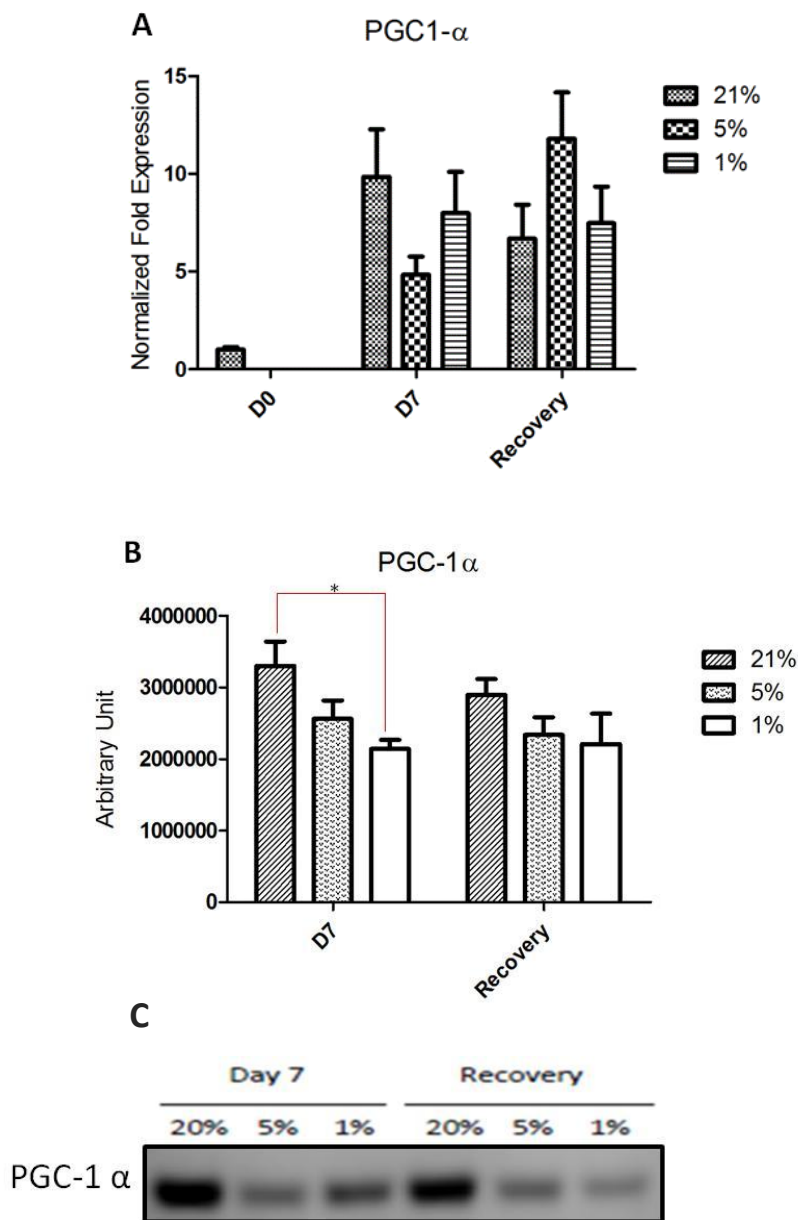 A
PGC1-α
Normalized Fold Expression
15
10
5
0
D0
D7
Recovery
21%
5%
1%
B
PGC-1α
*
Arbitrary Unit
4000000
3000000
2000000
1000000
0
D7
Recovery
21%
5%
1%
C
Day 7 Recovery
20% 5% 1% 20% 5% 1%
PGC-1 α